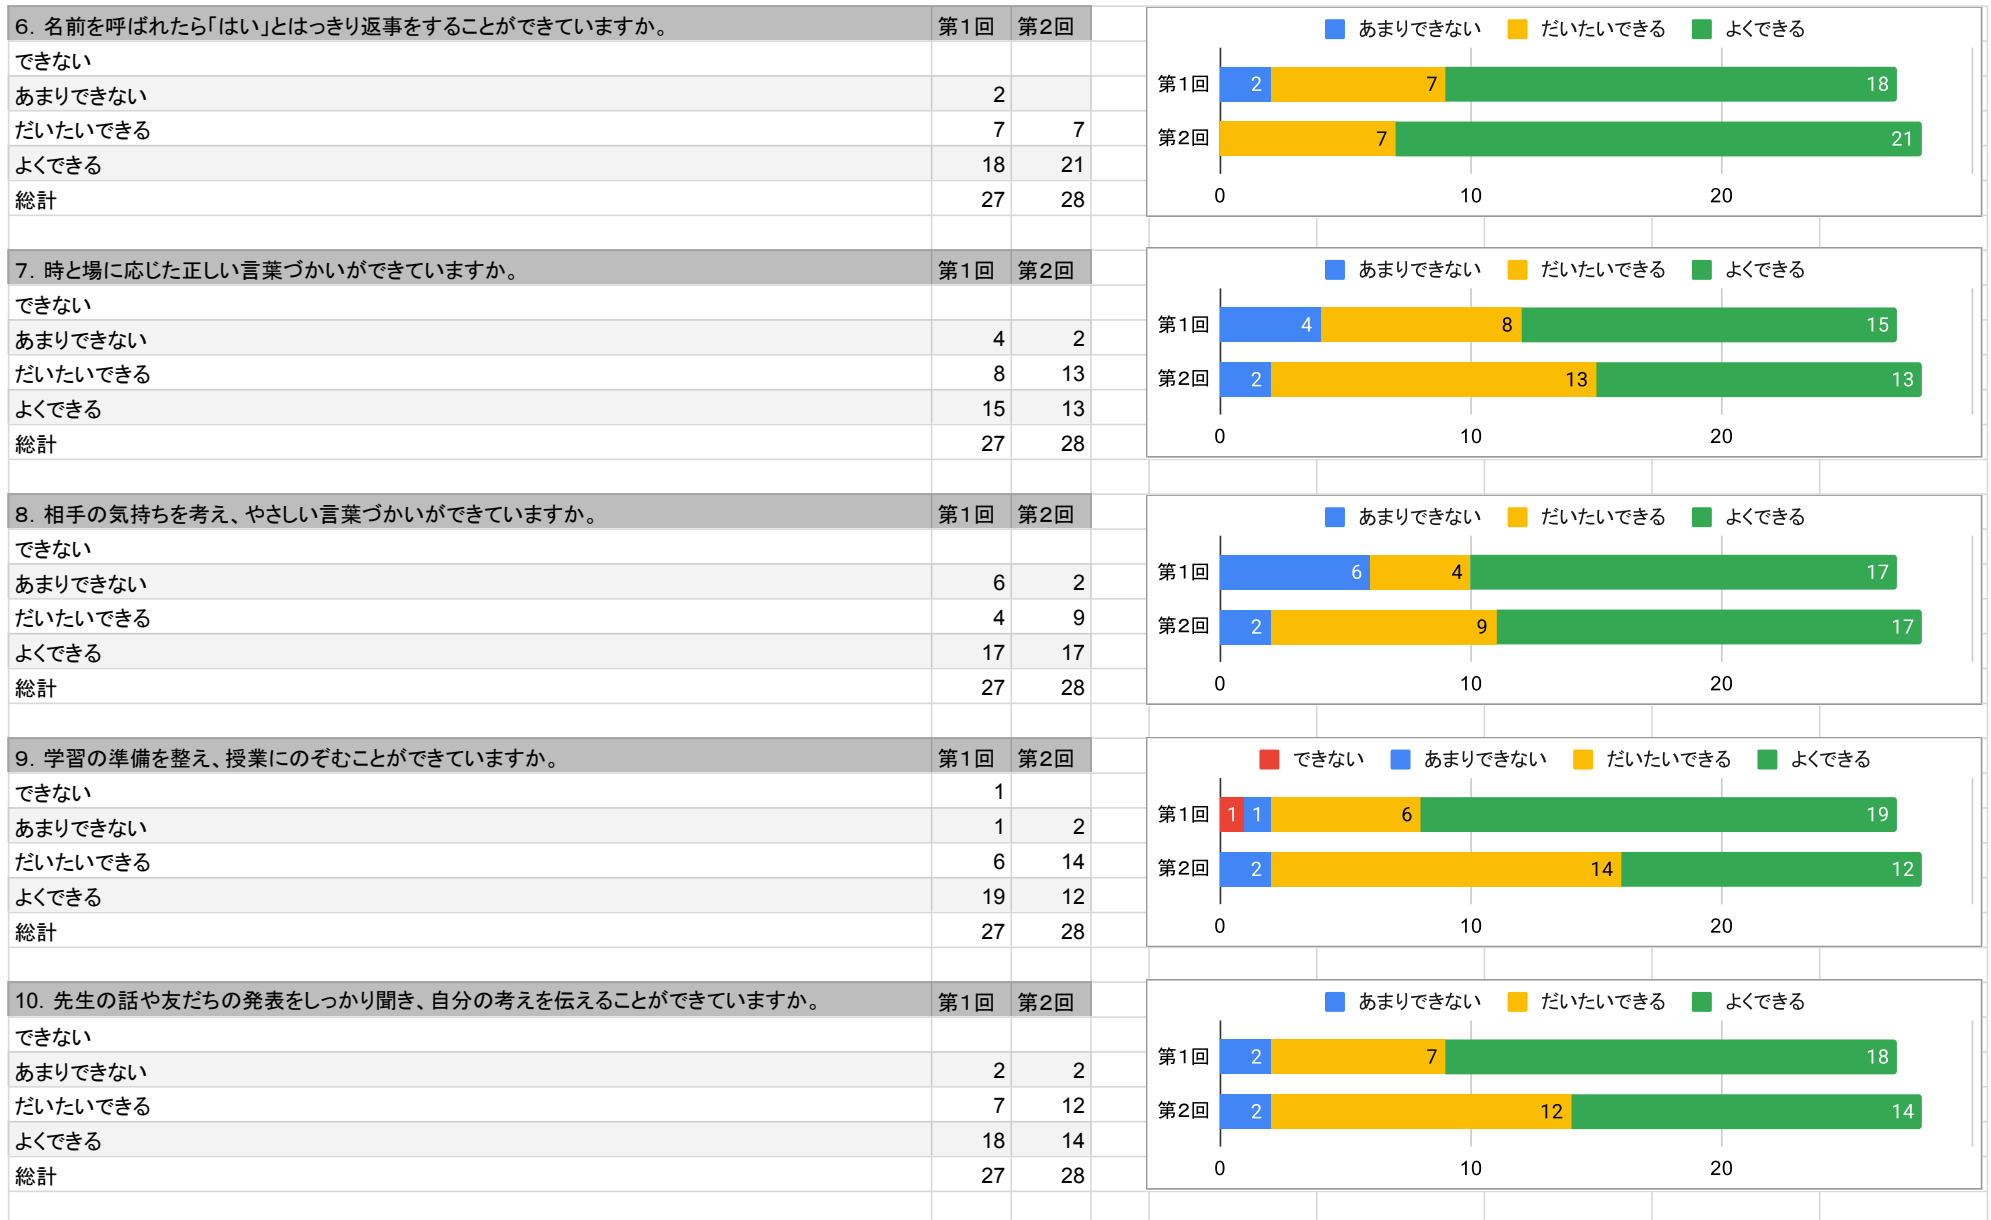 6. 名前を呼ばれたら「はい」とはっきり返事をすることができていますか。 第1回 第2回
できない
あまりできない 2
だいたいできる 7 7
よくできる 18 21
総計 27 28
あまりできない だいたいできる よくできる
第1回 2 7 18
第2回 7 21
0 10 20
7. 時と場に応じた正しい言葉づかいができていますか。 第1回 第2回
できない
あまりできない 4 2
だいたいできる 8 13
よくできる 15 13
総計 27 28
あまりできない だいたいできる よくできる
第1回 4 8 15
第2回 2 13 13
0 10 20
8. 相手の気持ちを考え、やさしい言葉づかいができていますか。 第1回 第2回
できない
あまりできない 6 2
だいたいできる 4 9
よくできる 17 17
総計 27 28
あまりできない だいたいできる よくできる
第1回 6 4 17
第2回 2 9 17
0 10 20
9. 学習の準備を整え、授業にのぞむことができていますか。 第1回 第2回
できない 1
あまりできない 1 2
だいたいできる 6 14
よくできる 19 12
総計 27 28
できない あまりできない だいたいできる よくできる
第1回 1 1 6 19
第2回 2 14 12
0 10 20
10. 先生の話や友だちの発表をしっかり聞き、自分の考えを伝えることができていますか。 第1回 第2回
できない
あまりできない 2 2
だいたいできる 7 12
よくできる 18 14
総計 27 28
あまりできない だいたいできる よくできる
第1回 2 7 18
第2回 2 12 14
0 10 20